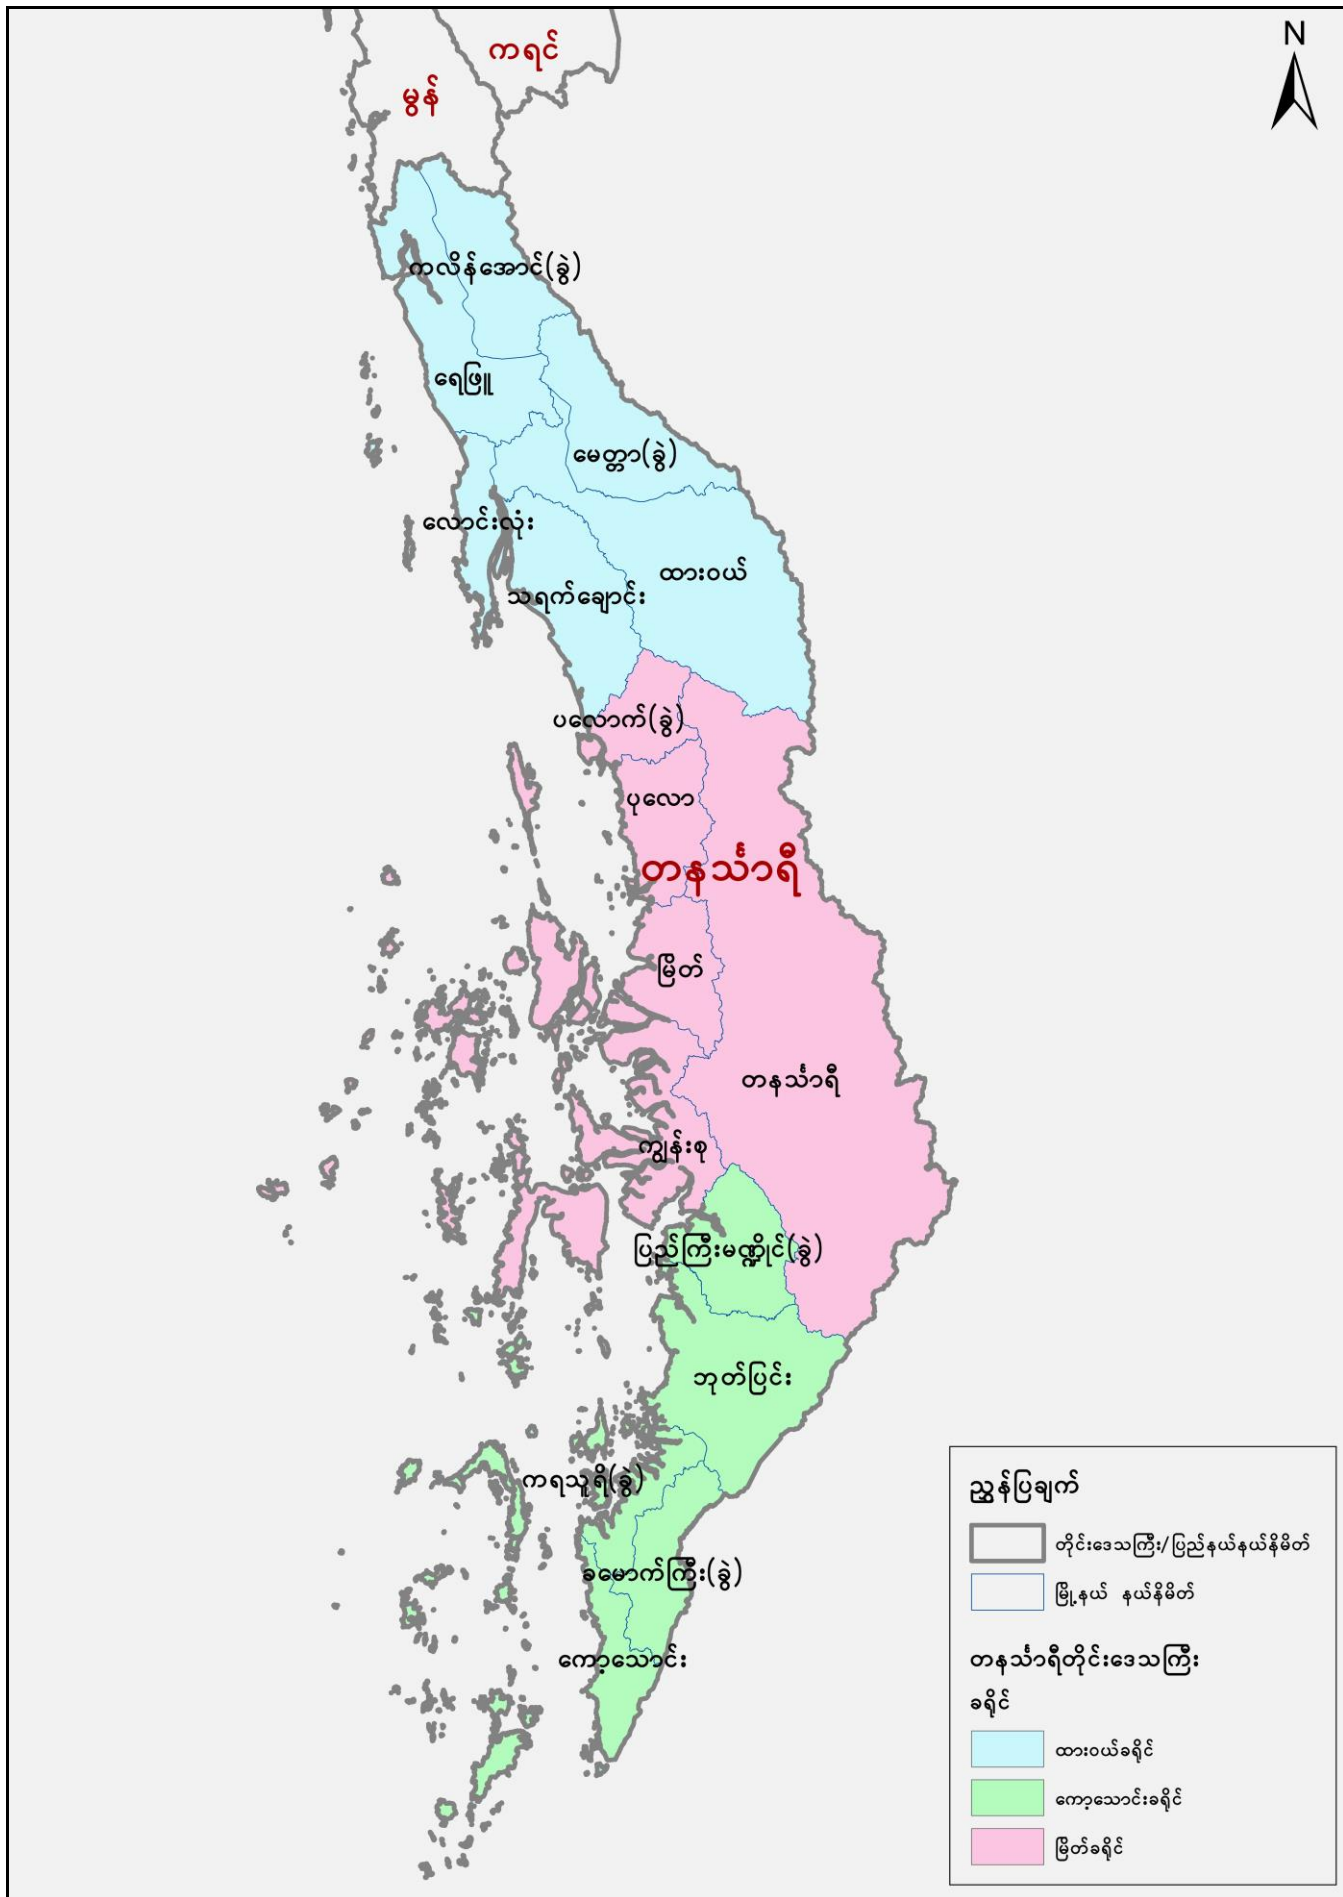 N
ကရင်
မွန်
ကလိန်အောင်(ခွဲ)
ရေဖြူ
မေတ္တာ(ခွဲ)
လောင်းလုံး
ထားဝယ်
သရက်ချောင်း
ပလောက်(ခွဲ)
ပုလော
တနင်္သာရီ
မြိတ်
တနင်္သာရီ
ကျွန်းစု
ပြည်ကြီးမဏ္ဍိုင်(ခွဲ)
ဘုတ်ပြင်း
ကရသူရိ(ခွဲ)
ခမောက်ကြီး(ခွဲ)
ကော့သောင်း
ညွှန်ပြချက်
တိုင်းဒေသကြီး/ပြည်နယ်နယ်နိမိတ်
မြို့နယ် နယ်နိမိတ်
တနင်္သာရီတိုင်းဒေသကြီး
ခရိုင်
ထားဝယ်ခရိုင်
ကော့သောင်းခရိုင်
မြိတ်ခရိုင်